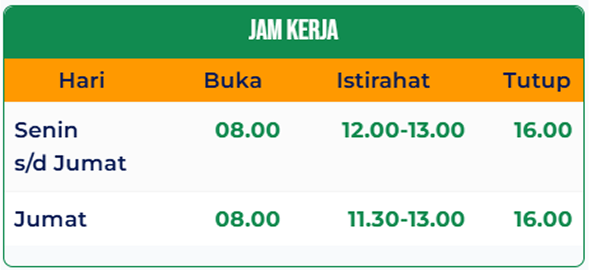 JAM KERJA
Hari Buka Istirahat Tutup
Senin 08.00 12.00-13.00 16.00
s/d Jumat
Jumat 08.00 11.30-13.00 16.00